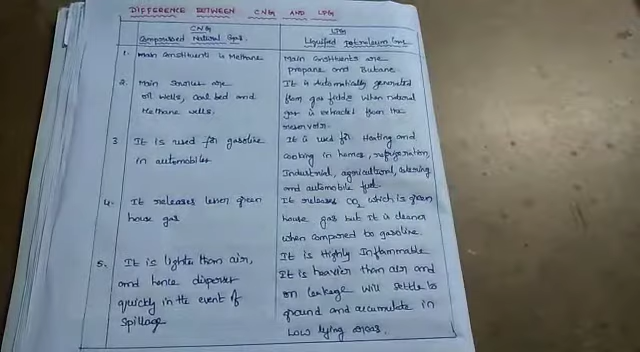 DIFFERENCE BETWEEN CNG AND LPG
CNG
Compressed Natural Gas.
LPG
Liquified Petroleum Gas
1. Main constituent is Methane
Main constituents are
propane and Butane.
2. Main Sources are
oil wells, coal bed and
Methane wells.
It is Automatically generated
from gas fields when natural
gas is extracted from the
reservoir.
3 It is used for gasoline
in automobiles
It is used for Heating and
cooking in homes, refrigeration,
Industrial, agricultural, catering
and automobile fuel.
4. It releases lesser green
house gas
It releases CO2 which is green
house gas but it is cleaner
when compared to gasoline.
5. It is lighter than air,
and hence disperses
quickly in the event of
Spillage
It is Highly Inflammable
It is heavier than air and
on leakage will settle to
ground and accumulate in
Low lying areas.